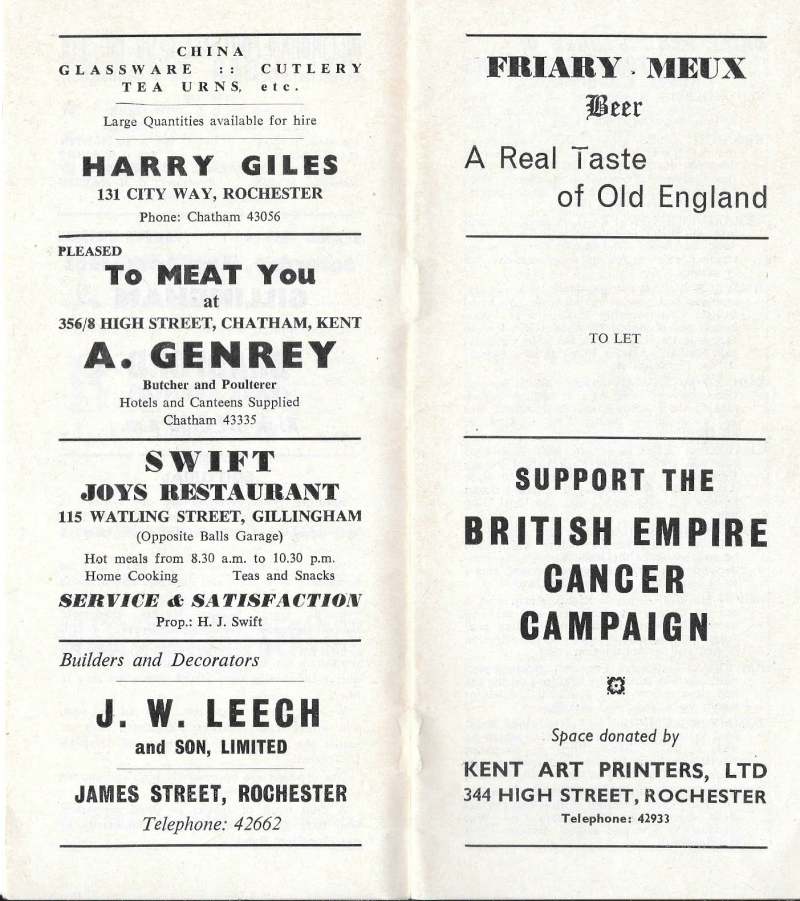 CHINA
GLASSWARE :: CUTLERY
TEA URNS, etc.
Large Quantities available for hire
HARRY GILES
131 CITY WAY, ROCHESTER
Phone: Chatham 43056
PLEASED
To MEAT You
at
356/8 HIGH STREET, CHATHAM, KENT
A. GENREY
Butcher and Poulterer
Hotels and Canteens Supplied
Chatham 43335
SWIFT
JOYS RESTAURANT
115 WATLING STREET, GILLINGHAM
(Opposite Balls Garage)
Hot meals from 8.30 a.m. to 10.30 p.m.
Home Cooking Teas and Snacks
SERVICE & SATISFACTION
Prop.: H. J. Swift
Builders and Decorators
J. W. LEECH
and SON, LIMITED
JAMES STREET, ROCHESTER
Telephone: 42662
FRIARY . MEUX
Beer
A Real Taste
of Old England
TO LET
SUPPORT THE
BRITISH EMPIRE
CANCER
CAMPAIGN
Space donated by
KENT ART PRINTERS, LTD
344 HIGH STREET, ROCHESTER
Telephone: 42933